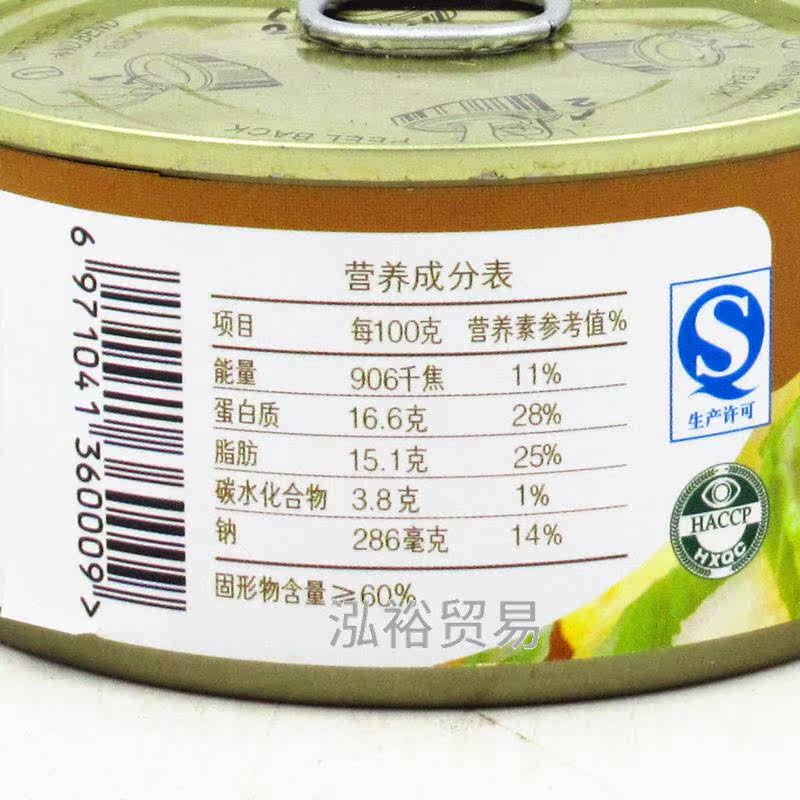 PEEL BACK
营养成分表
项目 每100克 营养素参考值%
能量 906千焦 11%
蛋白质 16.6克 28%
脂肪 15.1克 25%
碳水化合物 3.8克 1%
钠 286毫克 14%
固形物含量≥60%
6 971041 360009 >
S
生产许可
HACCP
HXQC
泓裕贸易